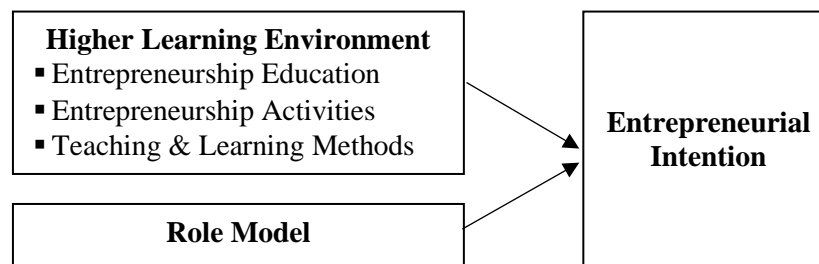 Higher Learning Environment
▪ Entrepreneurship Education
▪ Entrepreneurship Activities
▪ Teaching & Learning Methods
Role Model
Entrepreneurial
Intention